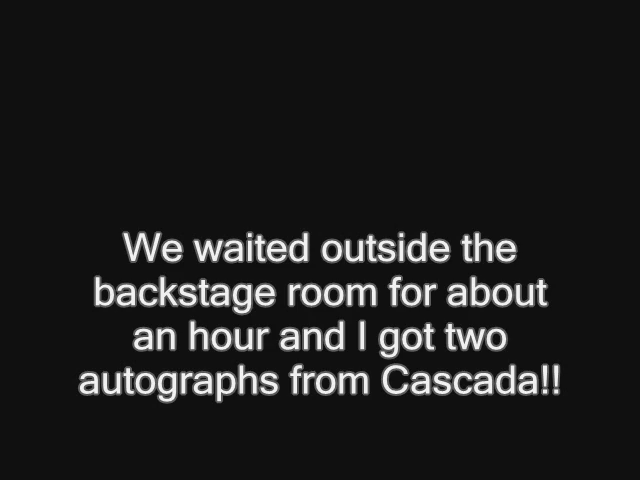 We waited outside the
backstage room for about
an hour and I got two
autographs from Cascada!!